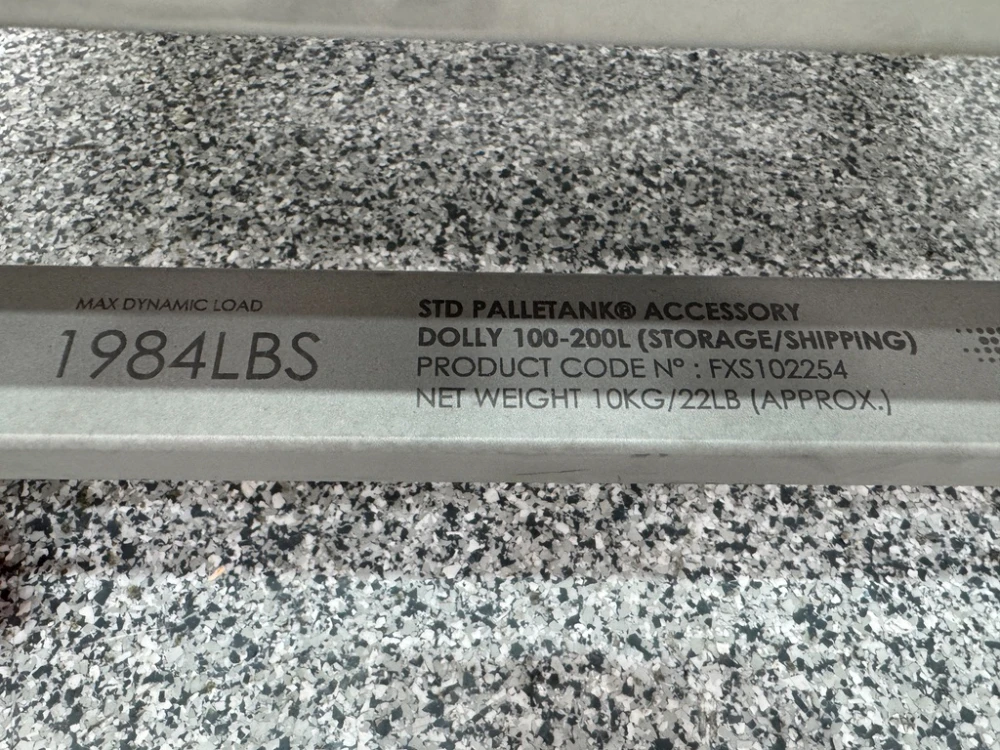 MAX DYNAMIC LOAD
1984LBS
STD PALLETANK® ACCESSORY
DOLLY 100-200L (STORAGE/SHIPPING)
PRODUCT CODE Nº : FXS102254
NET WEIGHT 10KG/22LB (APPROX.)